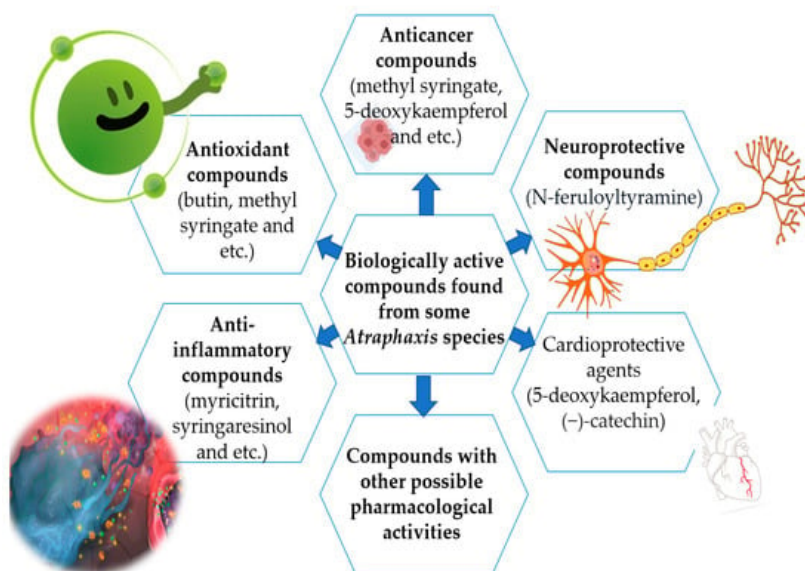 Anticancer
compounds
(methyl syringate,
5-deoxykaempferol
and etc.)
Antioxidant
compounds
(butin, methyl
syringate and
etc.)
Neuroprotective
compounds
(N-feruloyltyramine)
Biologically active
compounds found
from some
Atraphaxis species
Anti-
inflammatory
compounds
(myricitrin,
syringaresinol
and etc.)
Cardioprotective
agents
(5-deoxykaempferol,
(−)-catechin)
Compounds with
other possible
pharmacological
activities